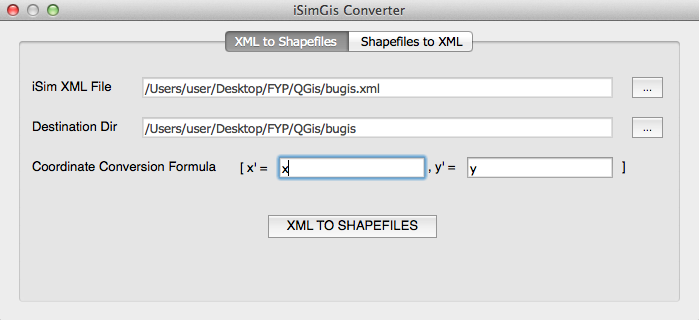 iSimGis Converter
XML to Shapefiles Shapefiles to XML
iSim XML File /Users/user/Desktop/FYP/QGis/bugis.xml ...
Destination Dir /Users/user/Desktop/FYP/QGis/bugis ...
Coordinate Conversion Formula [ x' = x , y' = y ]
XML TO SHAPEFILES